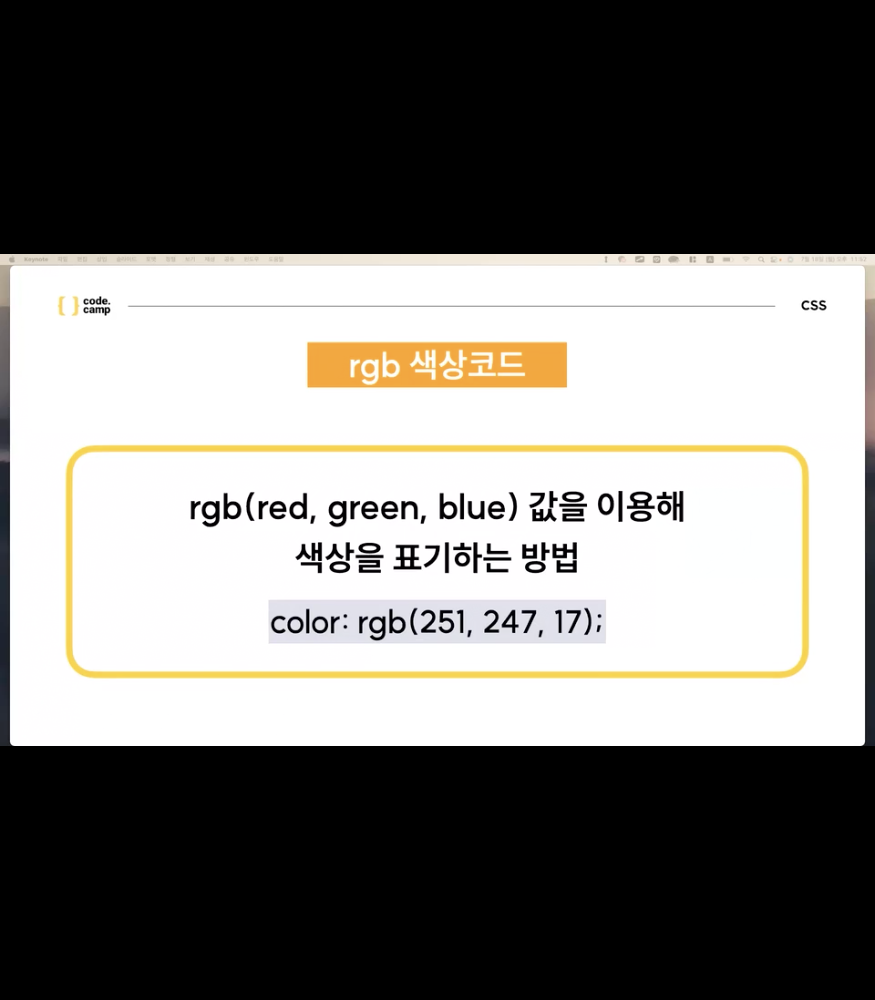 Keynote
code.
camp
CSS
rgb 색상코드
rgb(red, green, blue) 값을 이용해
색상을 표기하는 방법
color: rgb(251, 247, 17);